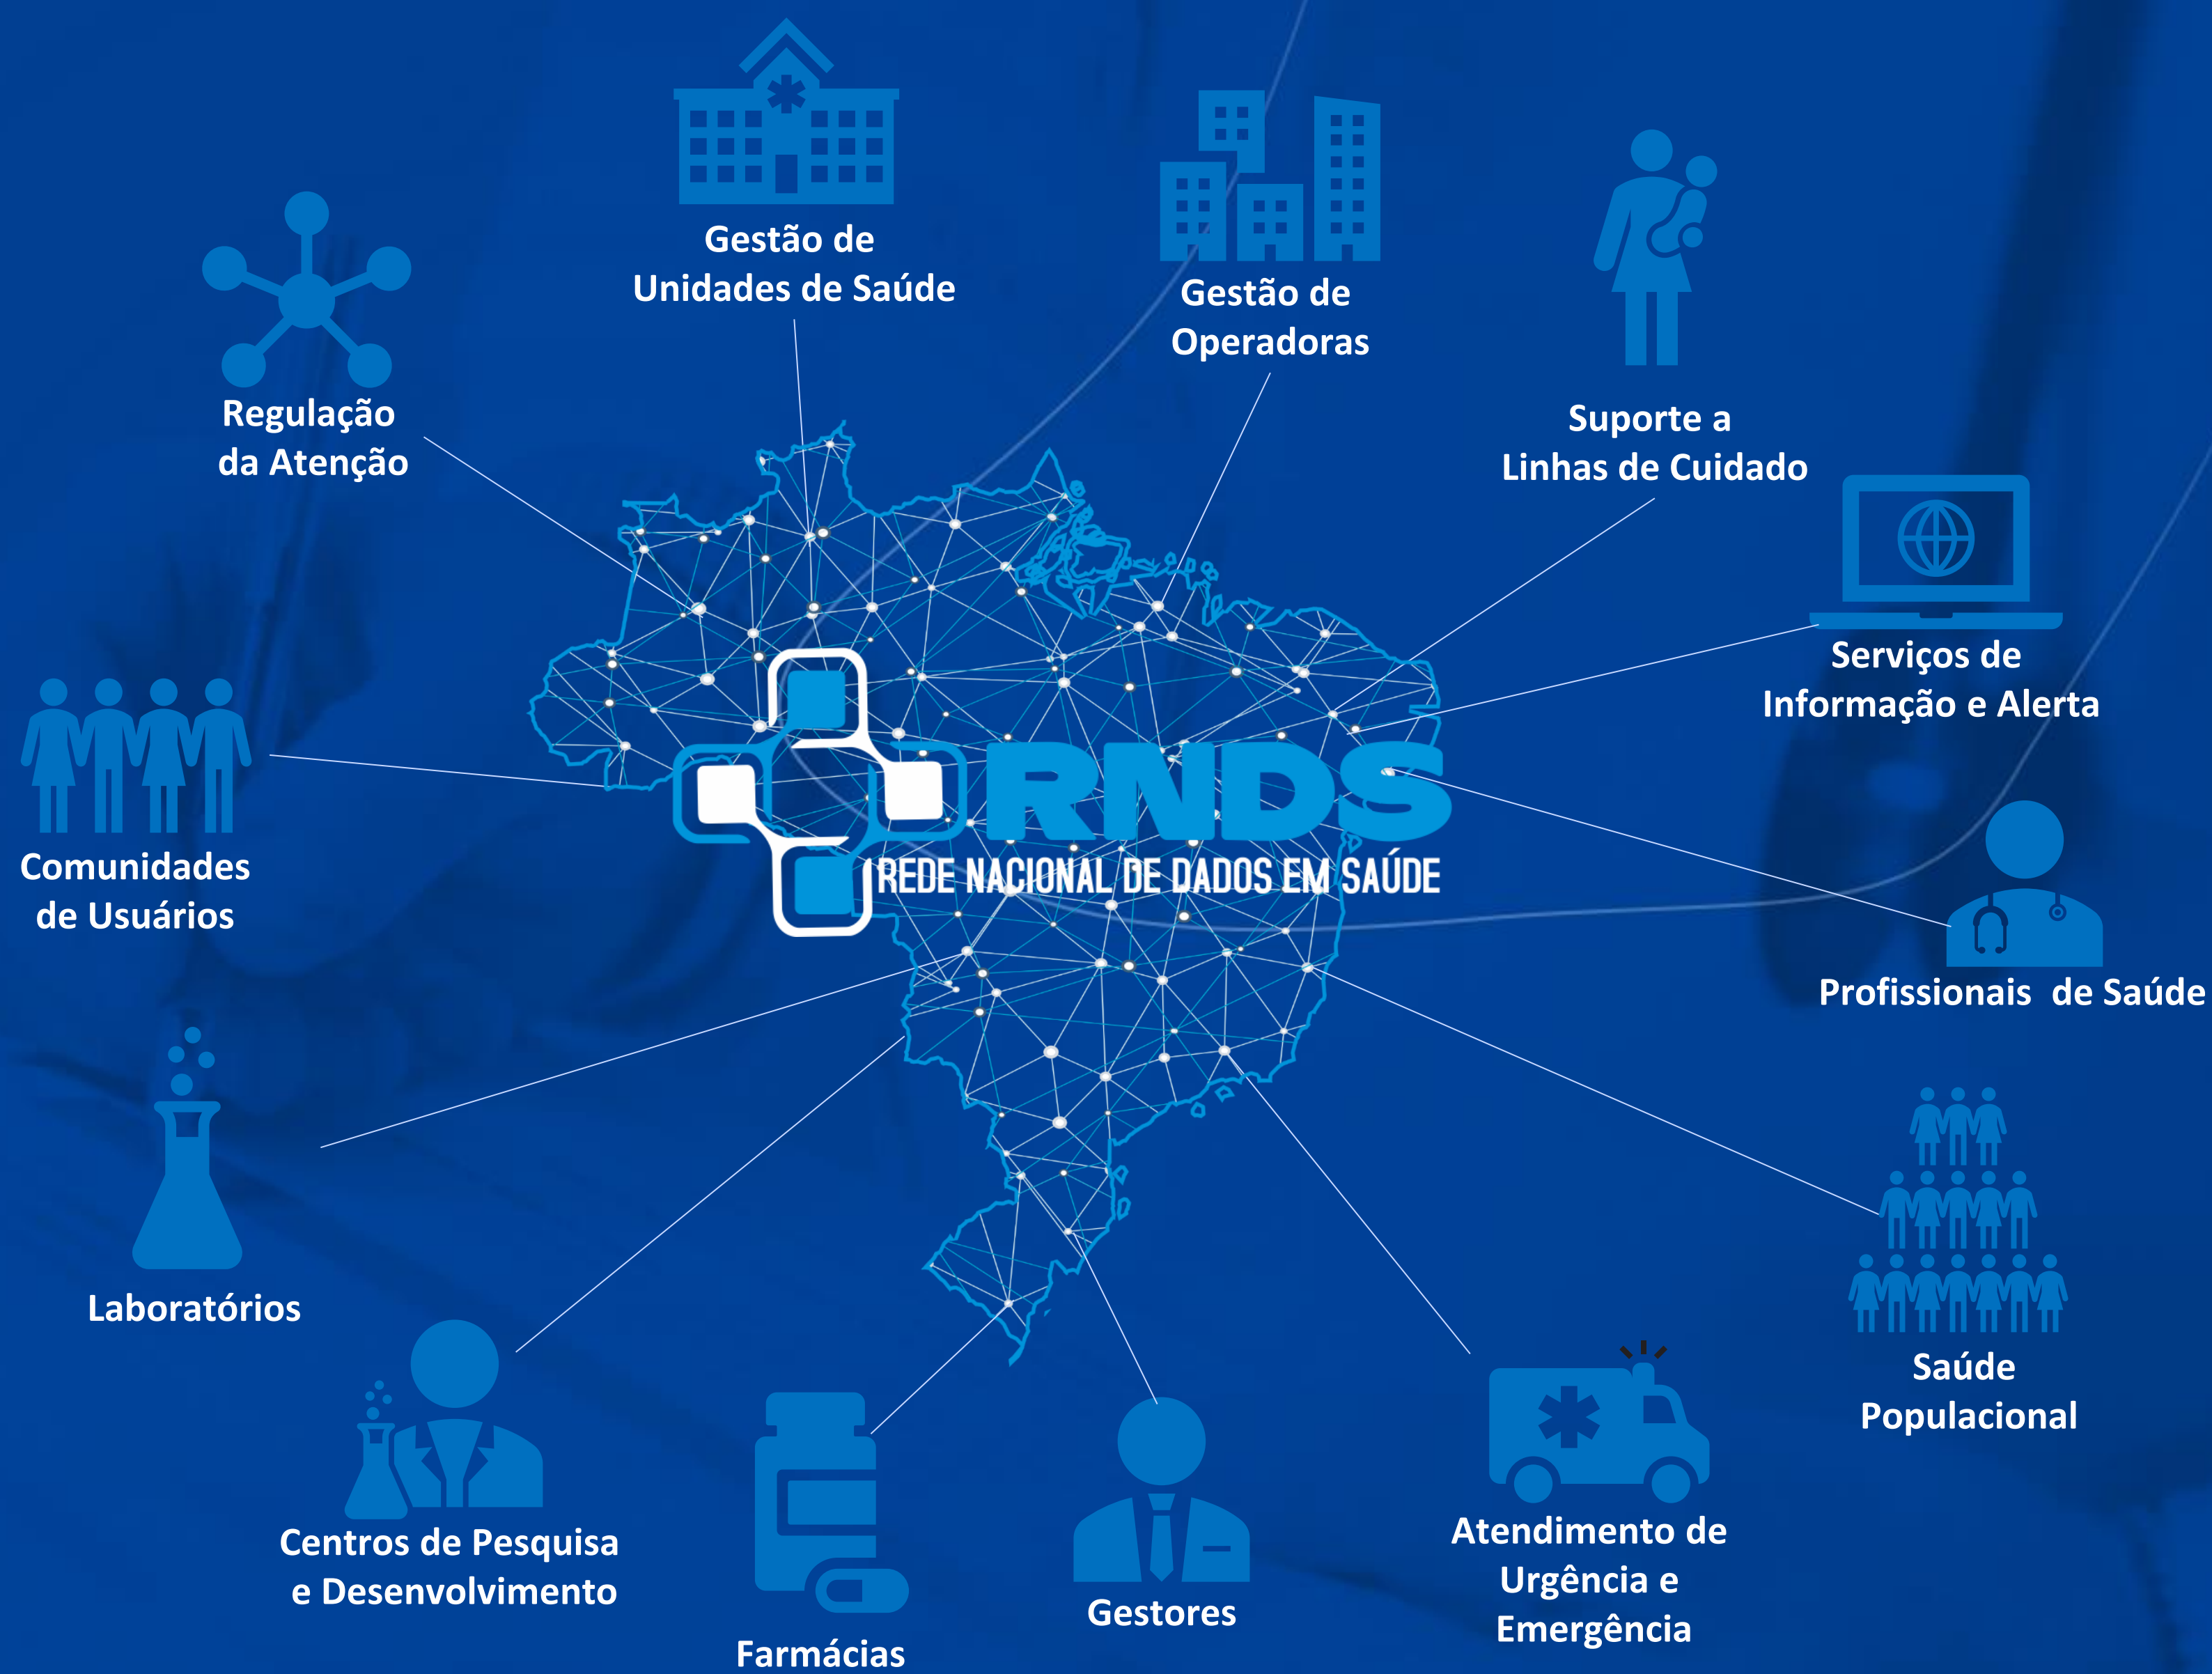 Gestão de
Unidades de Saúde
Gestão de
Operadoras
Regulação
da Atenção
Suporte a
Linhas de Cuidado
Serviços de
Informação e Alerta
Comunidades
de Usuários
RNDS
REDE NACIONAL DE DADOS EM SAÚDE
Profissionais  de Saúde
Laboratórios
Saúde
Populacional
Centros de Pesquisa
e Desenvolvimento
Farmácias
Gestores
Atendimento de
Urgência e
Emergência